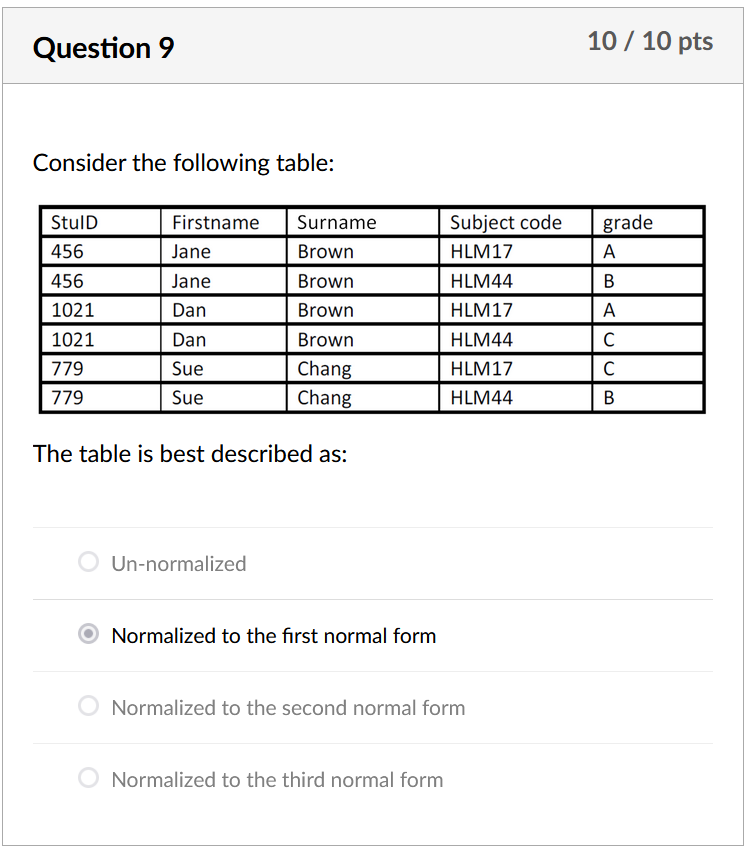 Question 9
10 / 10 pts
Consider the following table:
StuID Firstname Surname Subject code grade
456 Jane Brown HLM17 A
456 Jane Brown HLM44 B
1021 Dan Brown HLM17 A
1021 Dan Brown HLM44 C
779 Sue Chang HLM17 C
779 Sue Chang HLM44 B
The table is best described as:
Un-normalized
Normalized to the first normal form
Normalized to the second normal form
Normalized to the third normal form